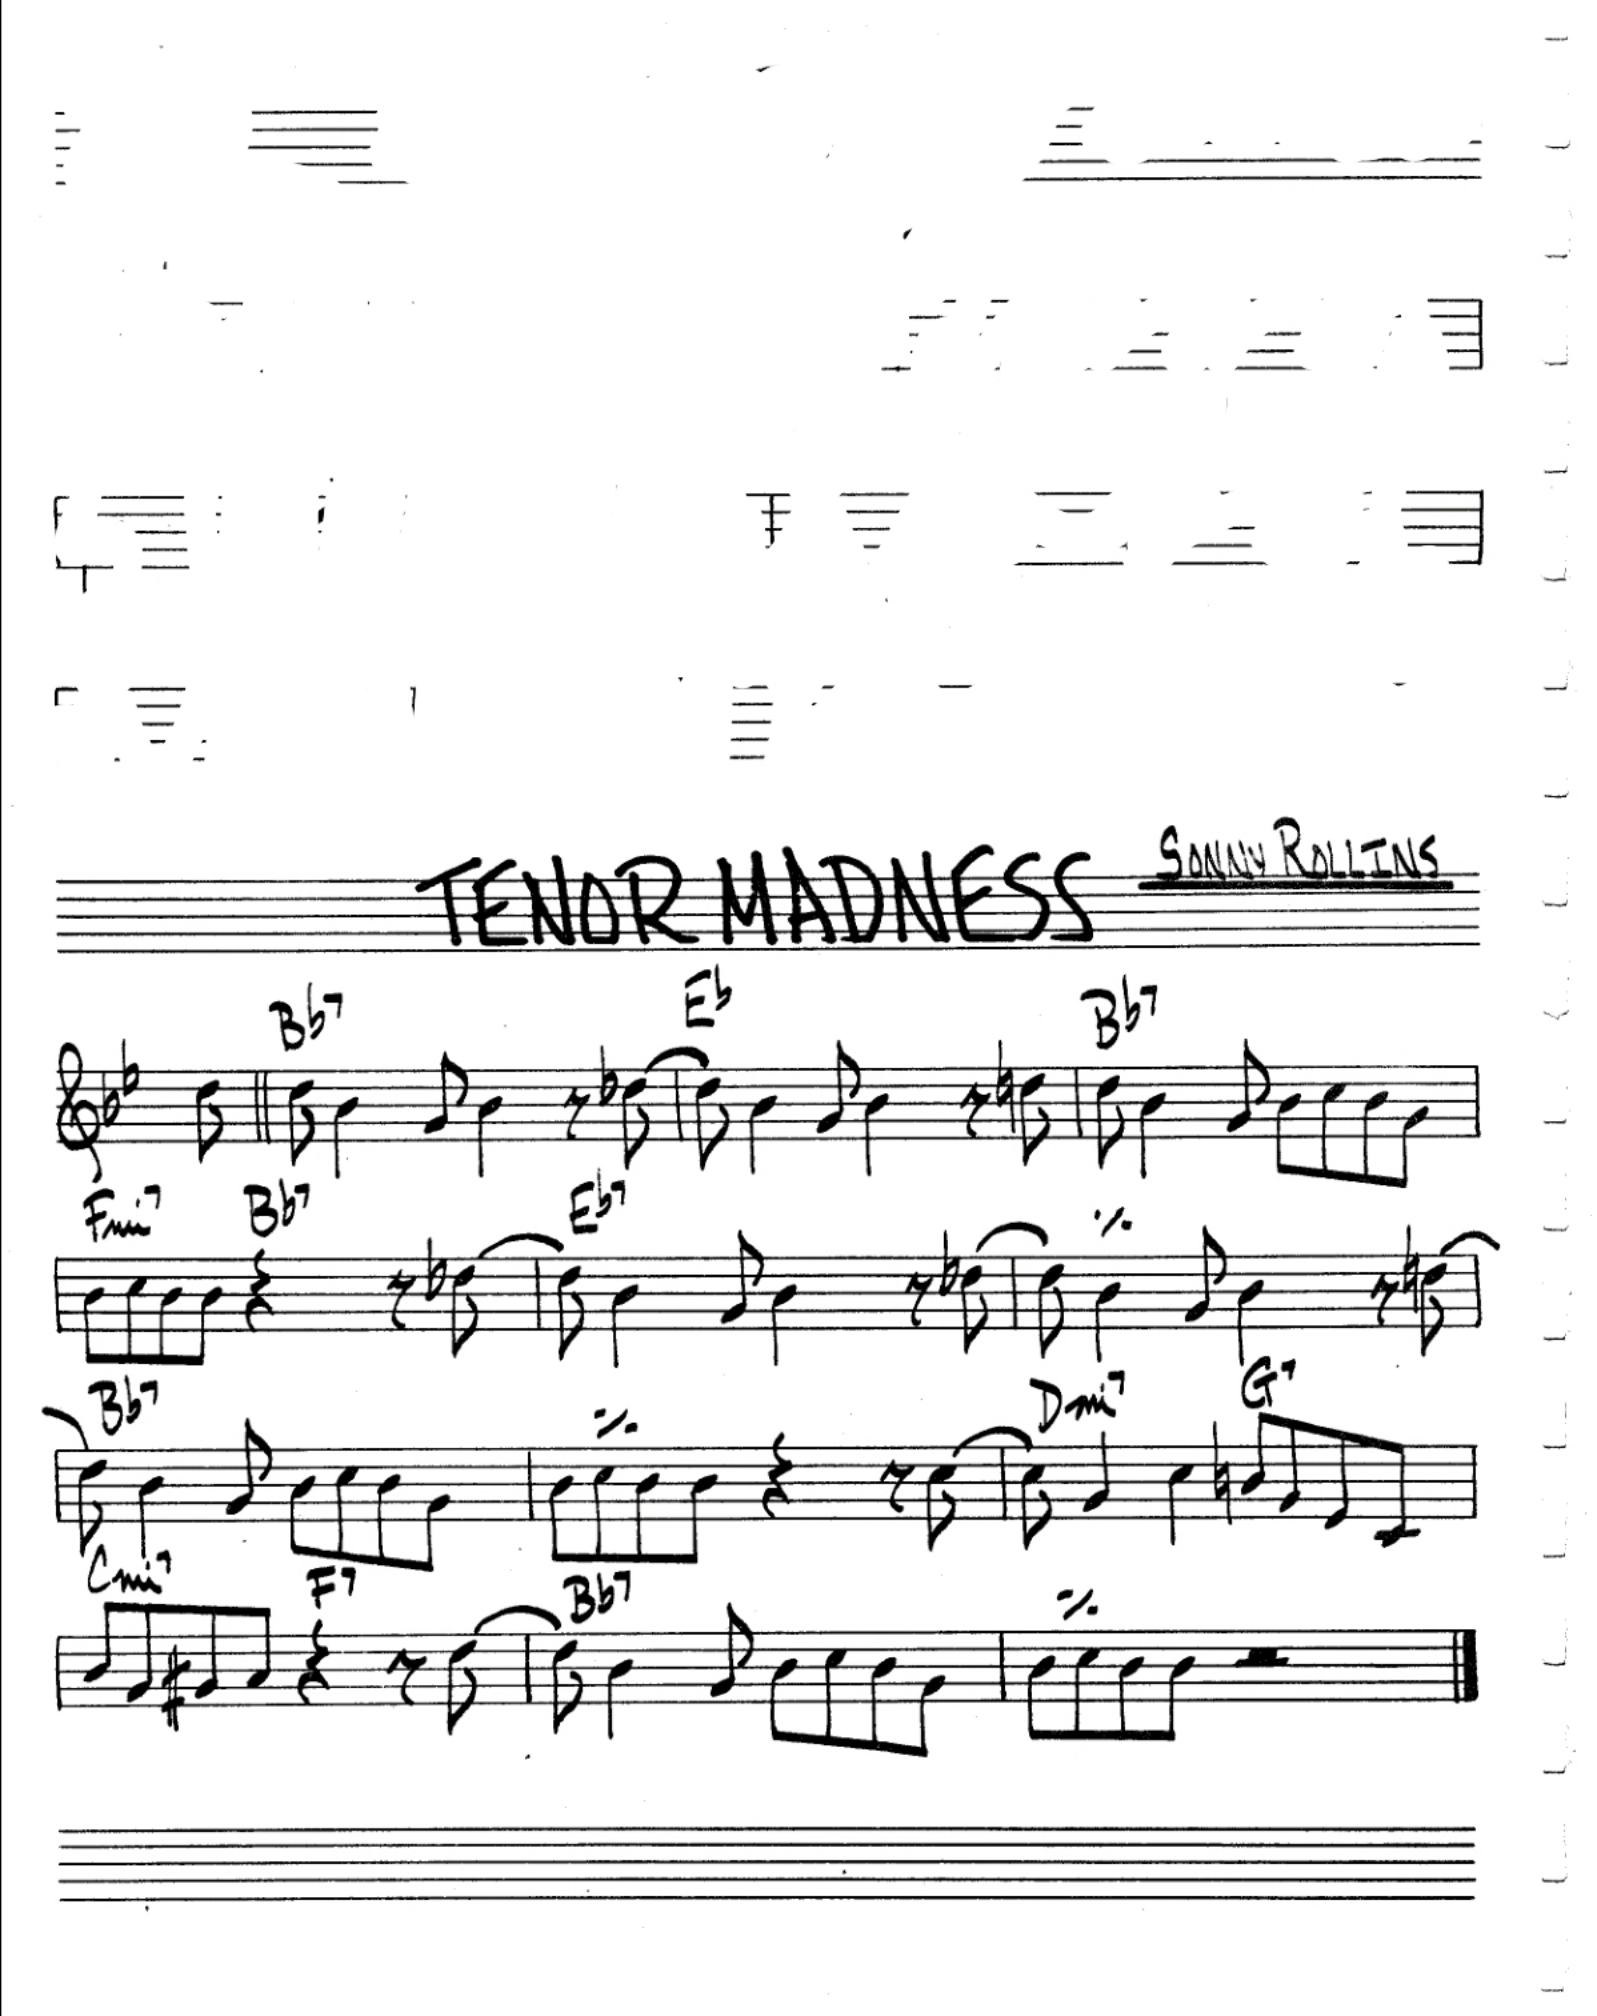 TENOR MADNESS
SONNY ROLLINS
Bb7 Eb Bb7
Fmi7 Bb7 Eb7 ٪
Bb7 ٪ Dmi7 G7
Cmi7 F7 Bb7 ٪